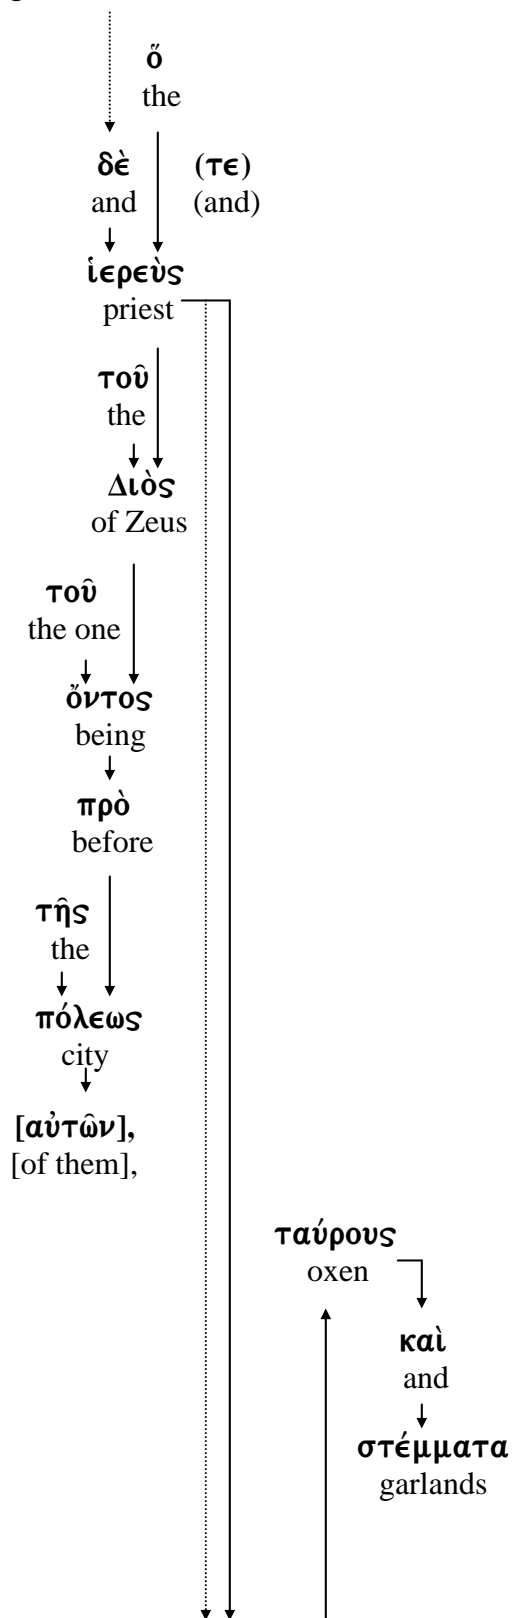 ὅ
the
δὲ (τε)
and (and)
ἱερεὺς
priest
τοῦ
the
Διὸς
of Zeus
τοῦ
the one
ὄντος
being
πρὸ
before
τῆς
the
πόλεως
city
[αὐτῶν],
[of them],
ταύρους
oxen
καὶ
and
στέμματα
garlands